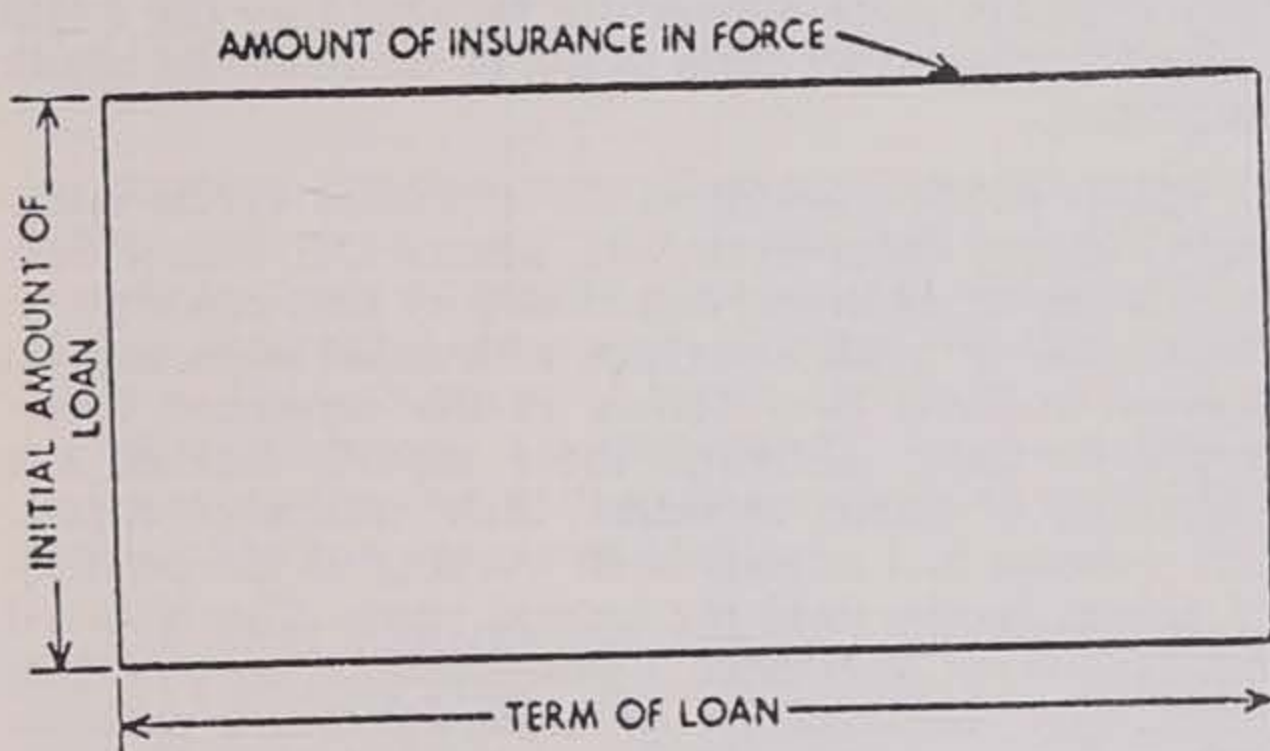 AMOUNT OF INSURANCE IN FORCE
INITIAL AMOUNT OF
LOAN
TERM OF LOAN